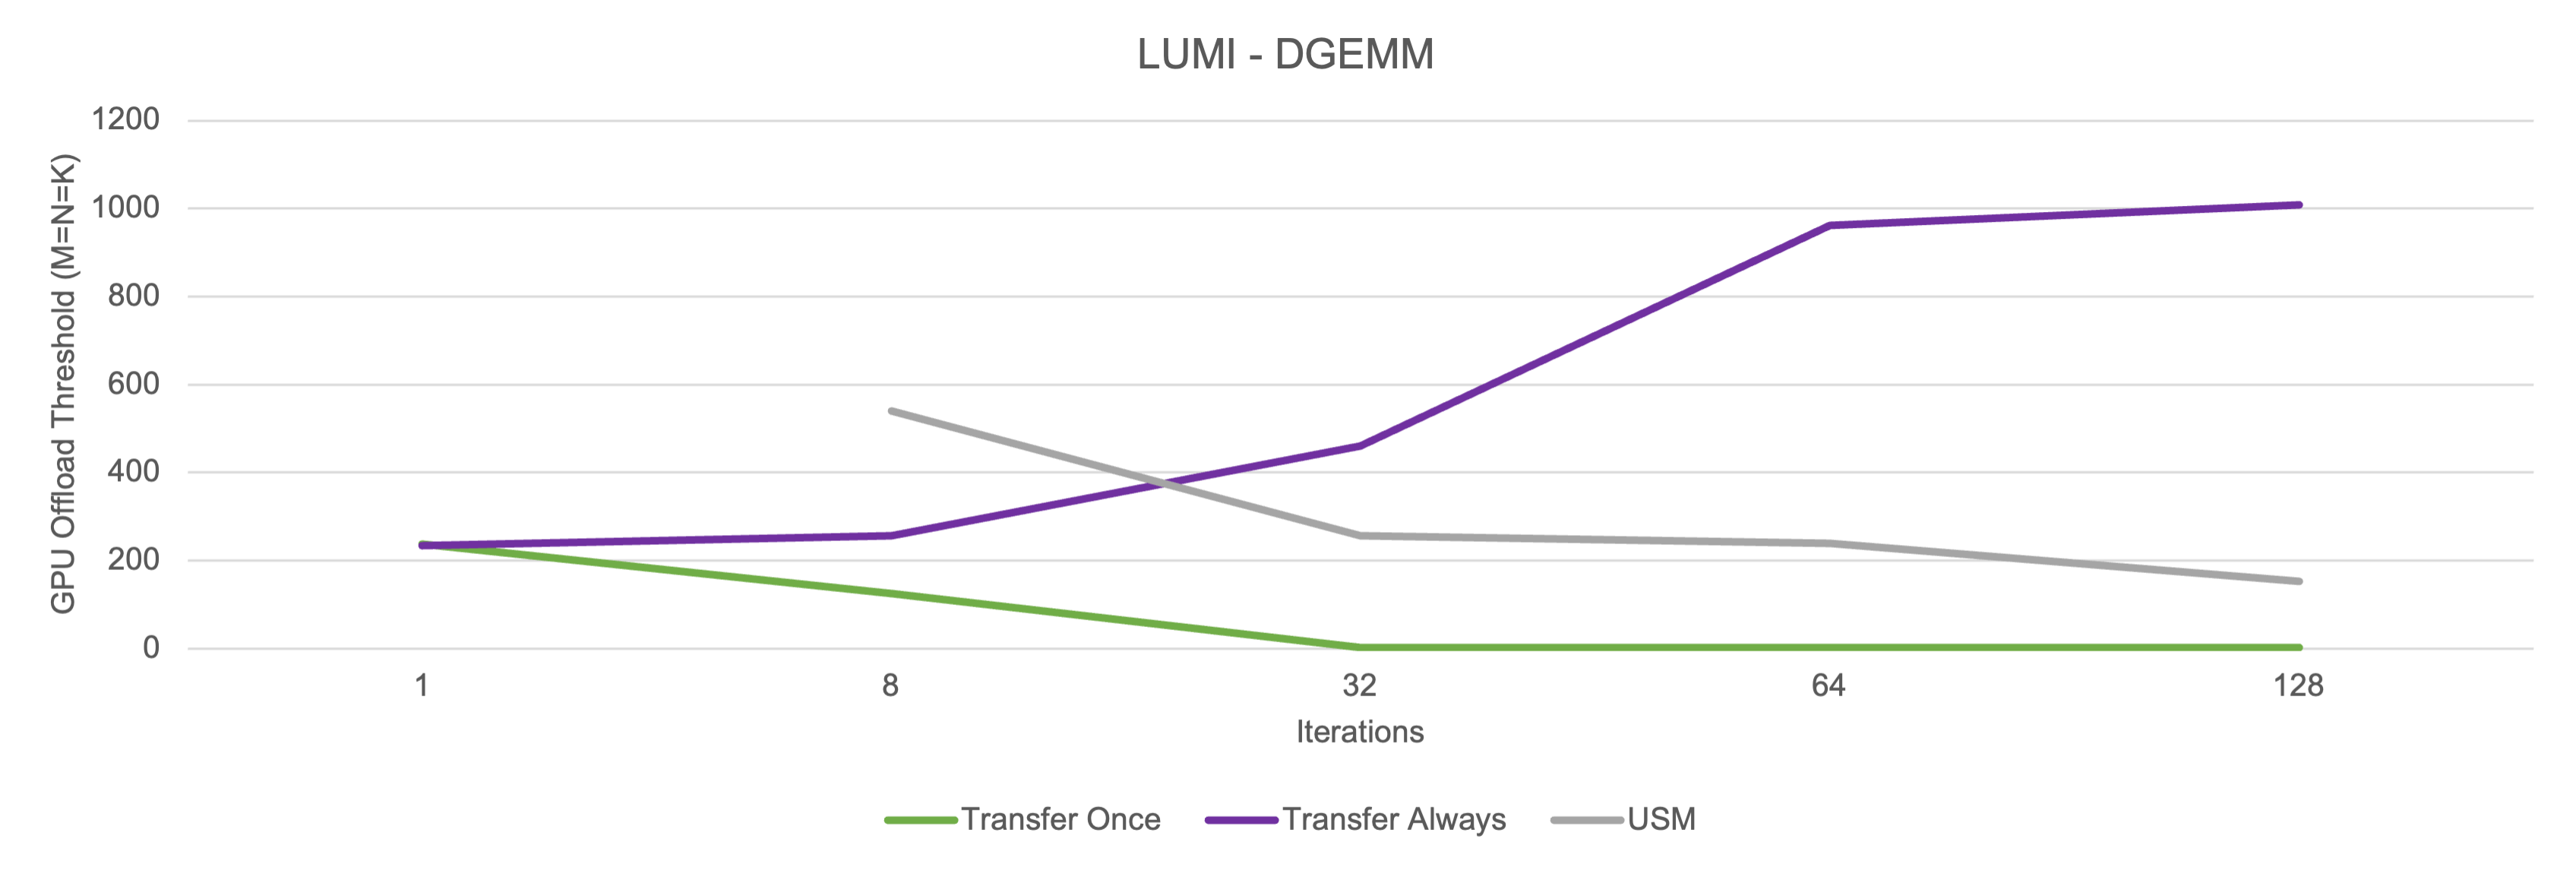 LUMI - DGEMM
GPU Offload Threshold (M=N=K)
1200
1000
800
600
400
200
0
1 8 32 64 128
Iterations
Transfer Once Transfer Always USM